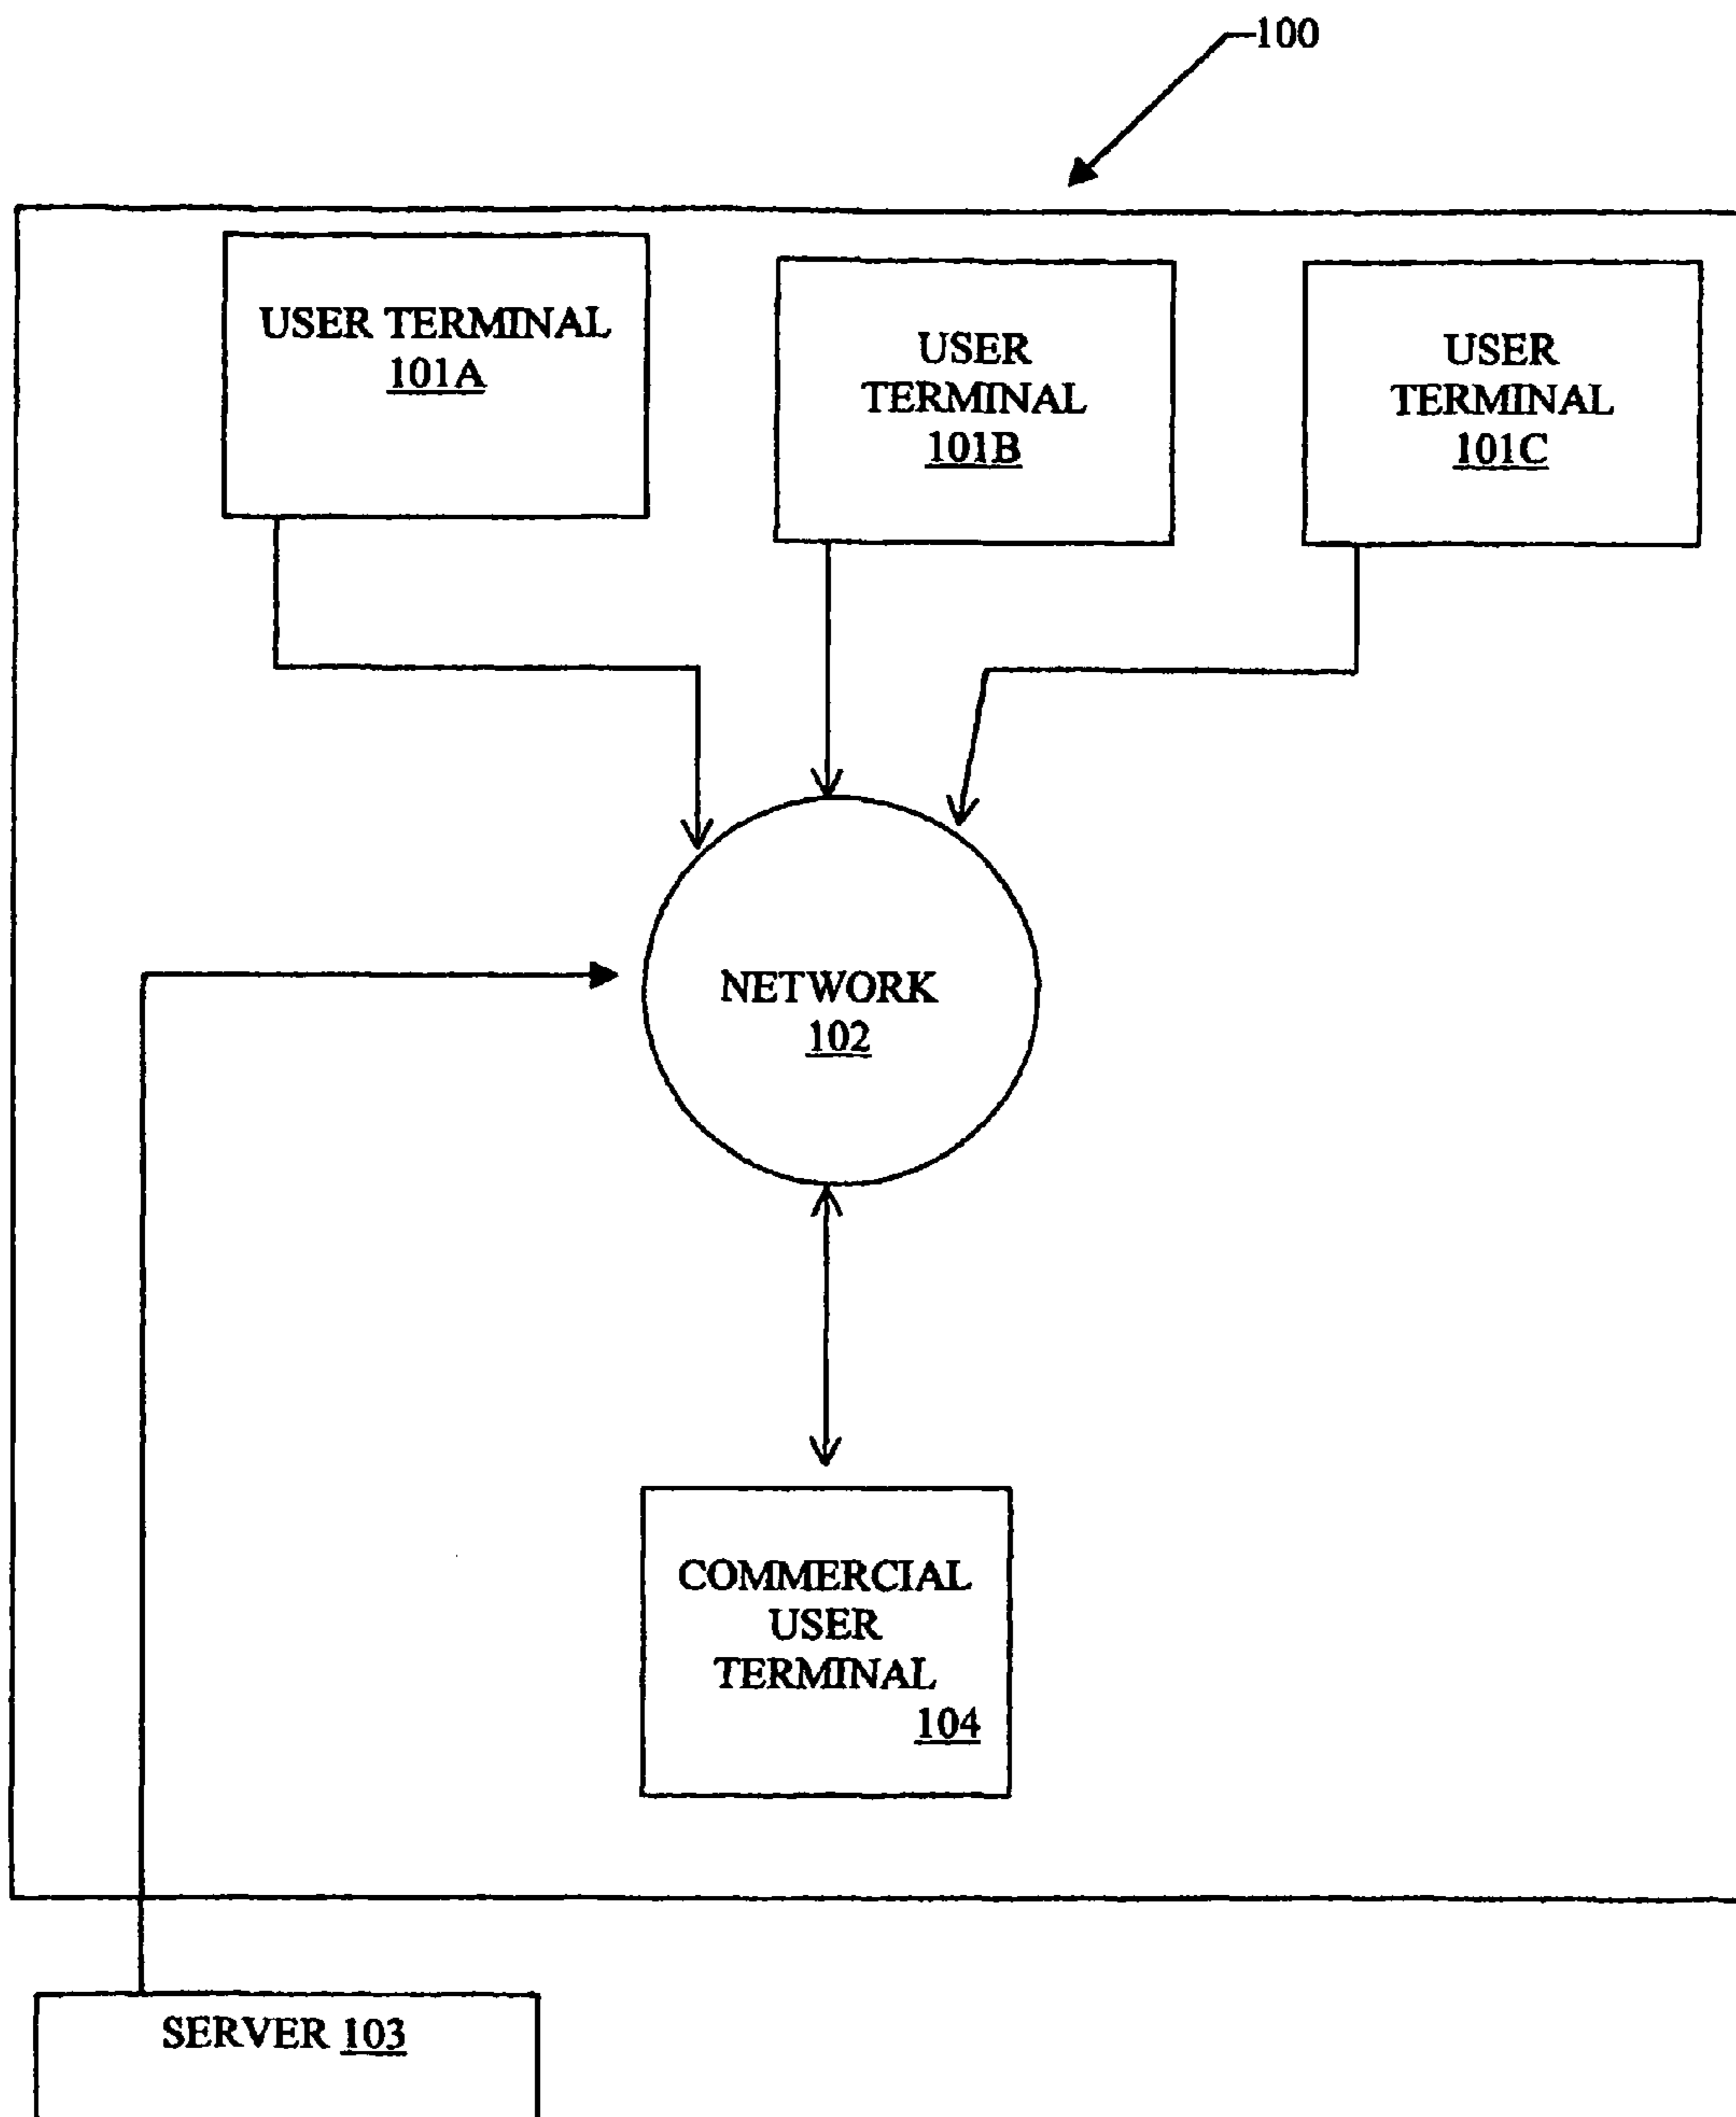 100
USER TERMINAL
101A
USER
TERMINAL
101B
USER
TERMINAL
101C
NETWORK
102
COMMERCIAL
USER
TERMINAL
104
SERVER 103